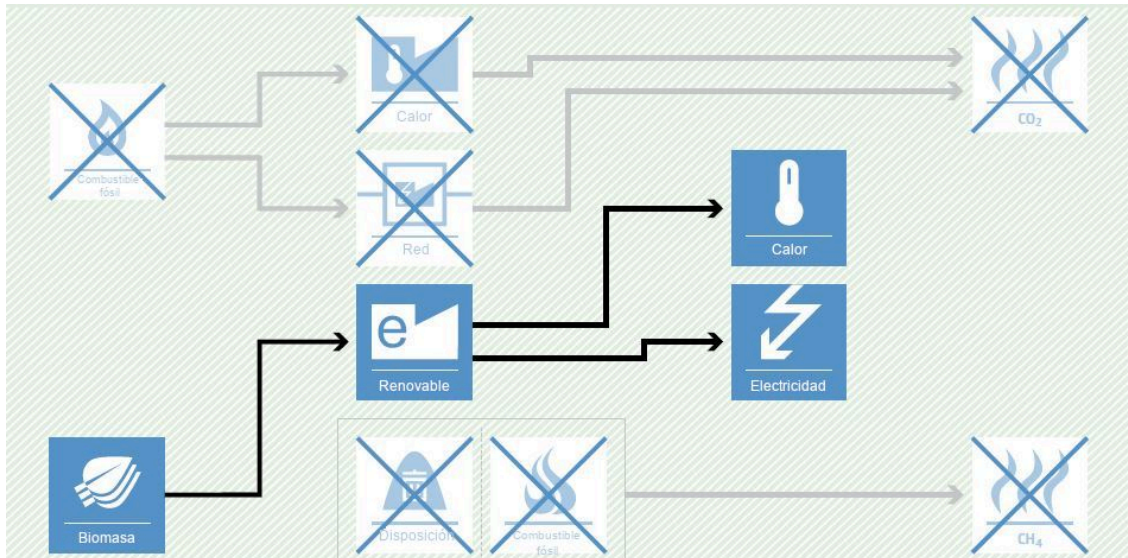 Calor
CO₂
Combustible
fósil
Red
Calor
e
Renovable
Electricidad
Biomasa
Disposición
Combustible
fósil
CH₄